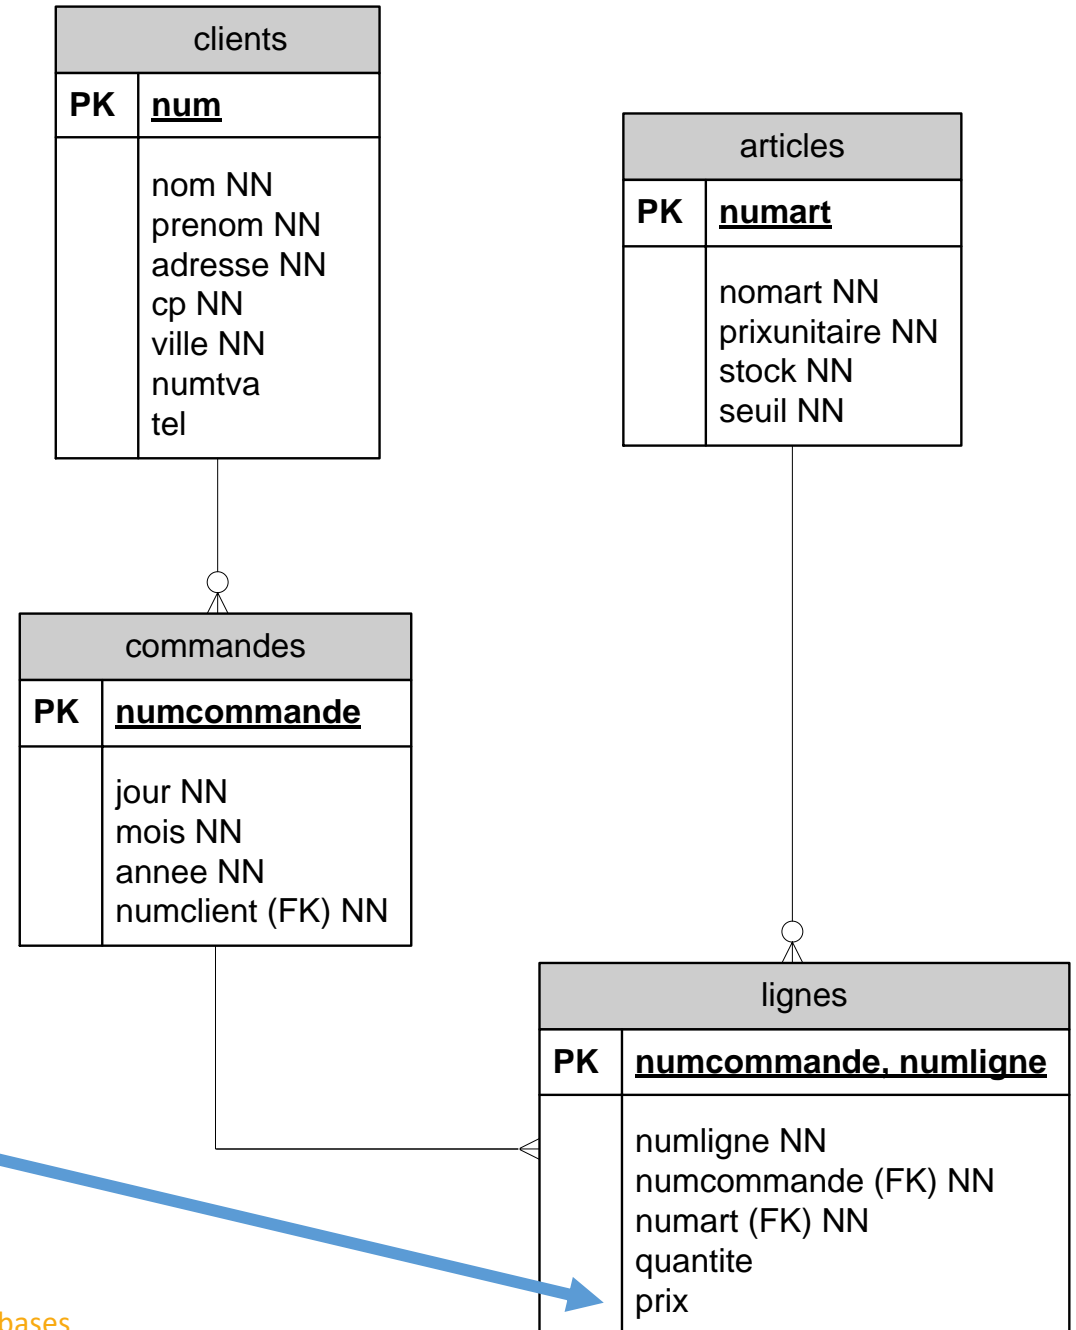 clients
PK num
nom NN
prenom NN
adresse NN
cp NN
ville NN
numtva
tel
articles
PK numart
nomart NN
prixunitaire NN
stock NN
seuil NN
commandes
PK numcommande
jour NN
mois NN
annee NN
numclient (FK) NN
lignes
PK numcommande, numligne
numligne NN
numcommande (FK) NN
numart (FK) NN
quantite
prix
bases